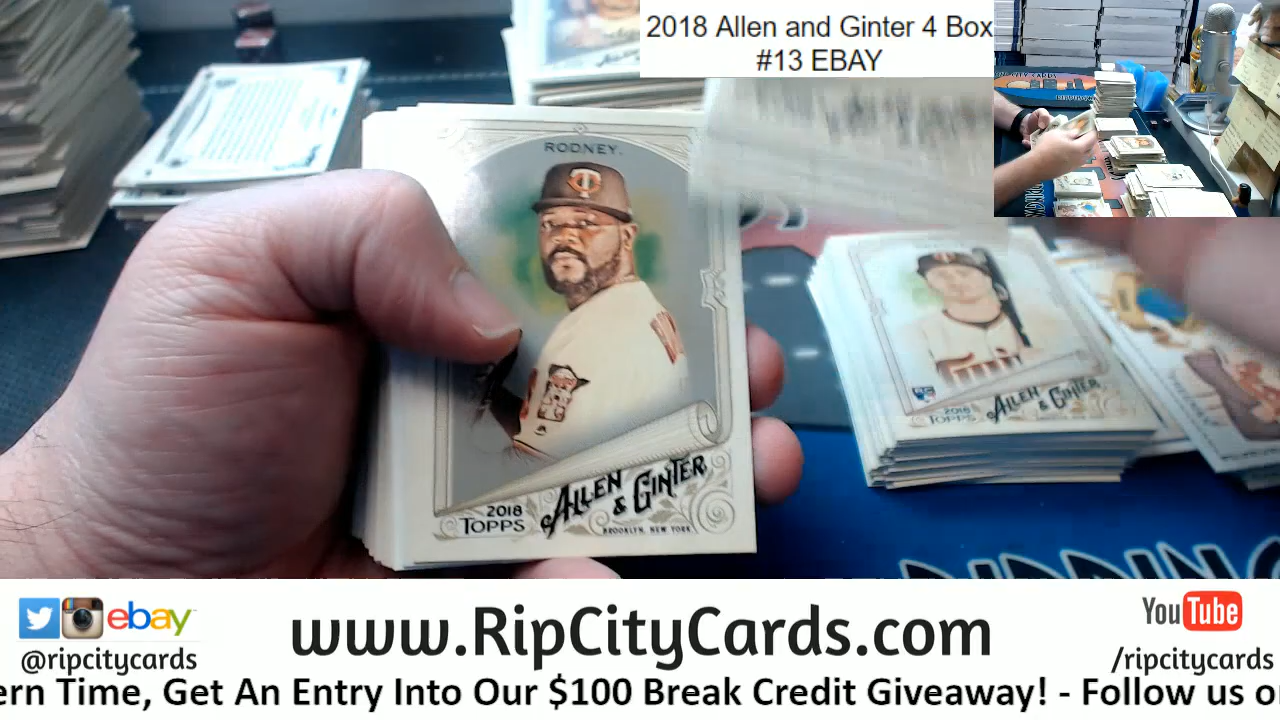 2018 Allen and Ginter 4 Box
#13 EBAY
RODNEY.
2018
TOPPS
ALLEN
& GINTER
BROOKLYN, NEW YORK
2018
TOPPS
ALLEN
& GINTER
ebay
@ripcitycards
www.RipCityCards.com
YouTube
/ripcitycards
ern Time, Get An Entry Into Our $100 Break Credit Giveaway! - Follow us o